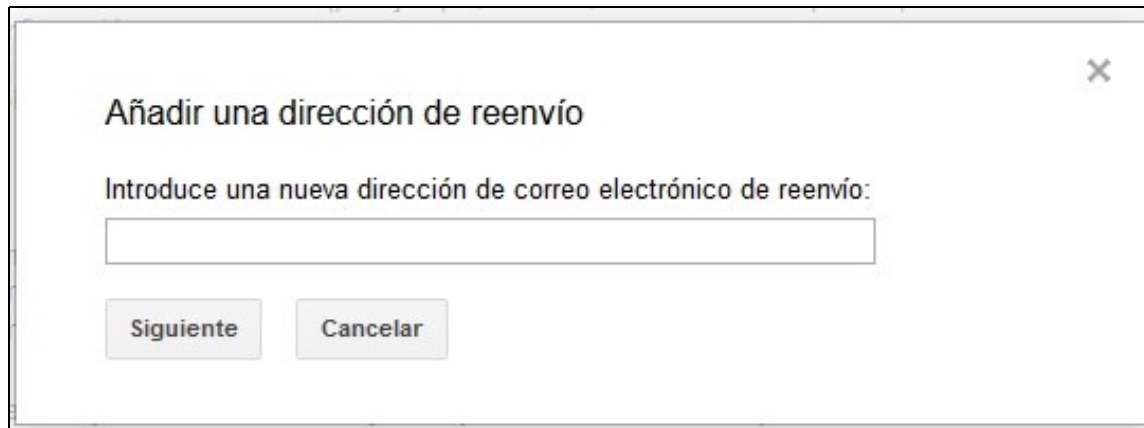 Añadir una dirección de reenvío
Introduce una nueva dirección de correo electrónico de reenvío:
Siguiente Cancelar